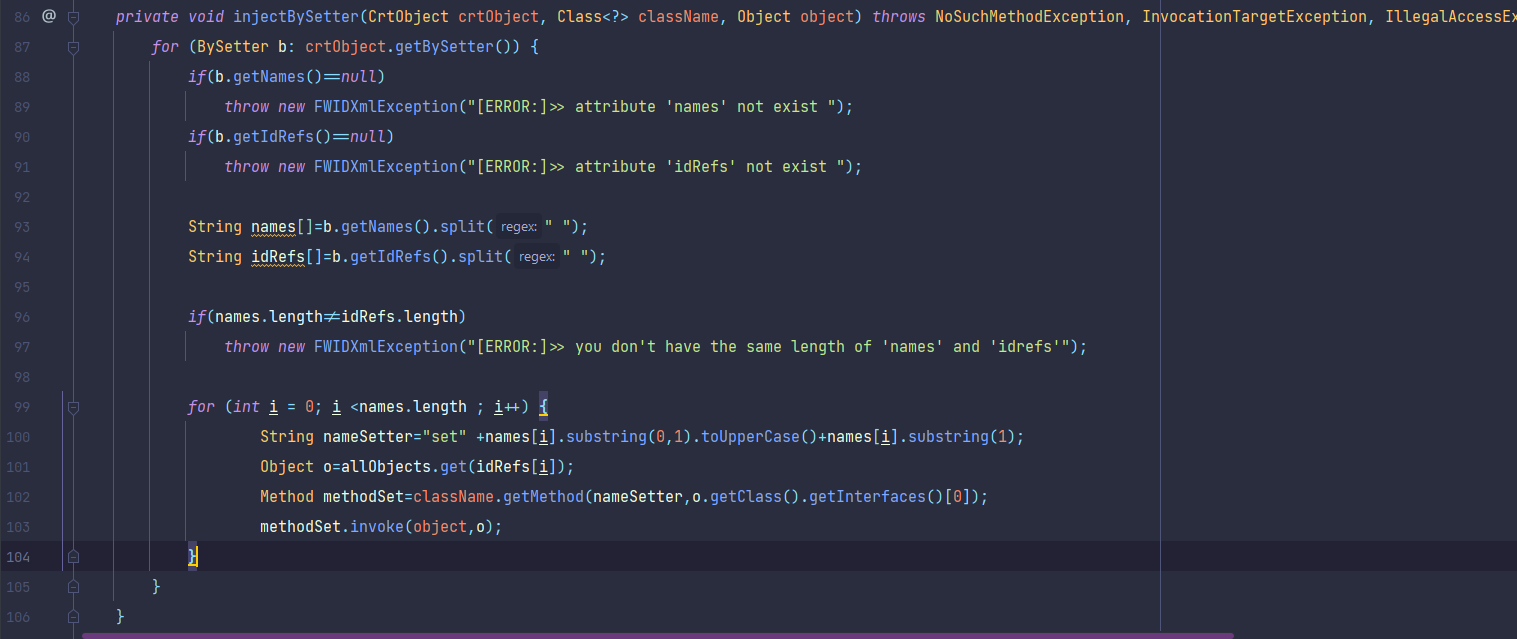 86 @ private void injectBySetter(CrtObject crtObject, Class<?> className, Object object) throws NoSuchMethodException, InvocationTargetException, IllegalAccessEx
87 for (BySetter b: crtObject.getBySetter()) {
88 if(b.getNames()==null)
89 throw new FWIDXmlException("[ERROR:]>> attribute 'names' not exist ");
90 if(b.getIdRefs()==null)
91 throw new FWIDXmlException("[ERROR:]>> attribute 'idRefs' not exist ");
92
93 String names[]=b.getNames().split( regex: " ");
94 String idRefs[]=b.getIdRefs().split( regex: " ");
95
96 if(names.length!=idRefs.length)
97 throw new FWIDXmlException("[ERROR:]>> you don't have the same length of 'names' and 'idrefs'");
98
99 for (int i = 0; i <names.length ; i++) {
100 String nameSetter="set" +names[i].substring(0,1).toUpperCase()+names[i].substring(1);
101 Object o=allObjects.get(idRefs[i]);
102 Method methodSet=className.getMethod(nameSetter,o.getClass().getInterfaces()[0]);
103 methodSet.invoke(object,o);
104 }
105 }
106 }